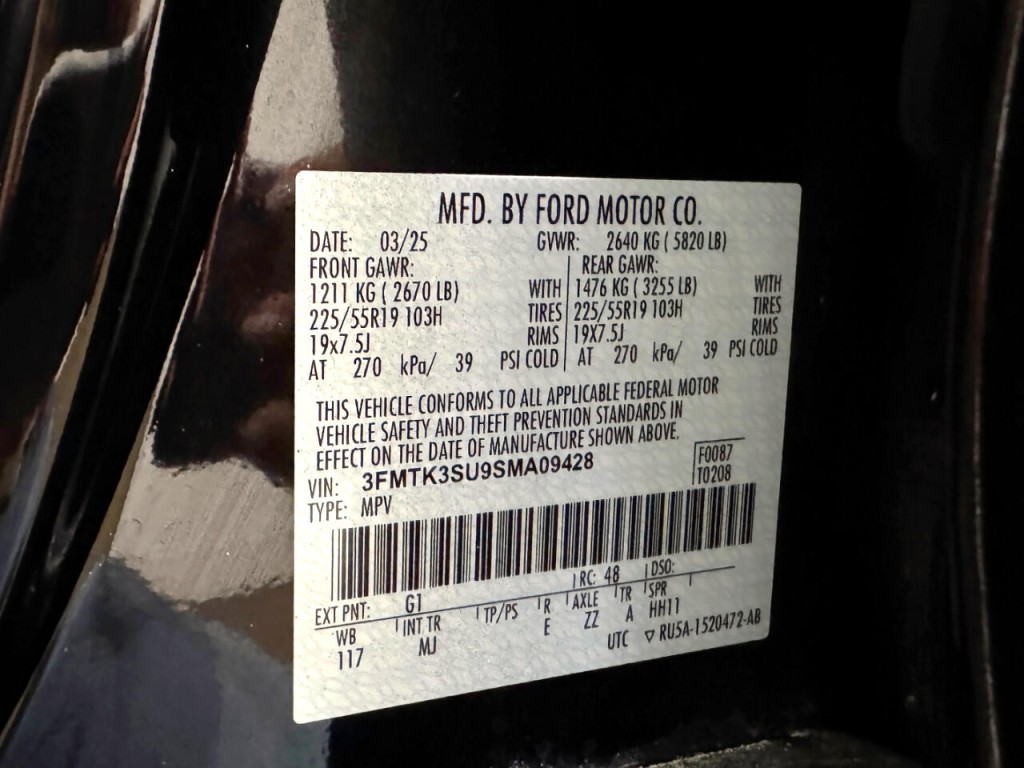 MFD. BY FORD MOTOR CO.
DATE: 03/25 GVWR: 2640 KG ( 5820 LB)
FRONT GAWR: REAR GAWR:
1211 KG ( 2670 LB) WITH 1476 KG ( 3255 LB) WITH
225/55R19 103H TIRES 225/55R19 103H TIRES
19x7.5J RIMS 19X7.5J RIMS
AT 270 kPa/ 39 PSI COLD AT 270 kPa/ 39 PSI COLD
THIS VEHICLE CONFORMS TO ALL APPLICABLE FEDERAL MOTOR
VEHICLE SAFETY AND THEFT PREVENTION STANDARDS IN
EFFECT ON THE DATE OF MANUFACTURE SHOWN ABOVE.
VIN: 3FMTK3SU9SMA09428 F0087
TYPE: MPV T0208
EXT PNT: G1 RC: 48 DSO:
WB INT TR TP/PS R AXLE TR SPR
117 MJ E ZZ A HH11
UTC ▽ RU5A-1520472-AB